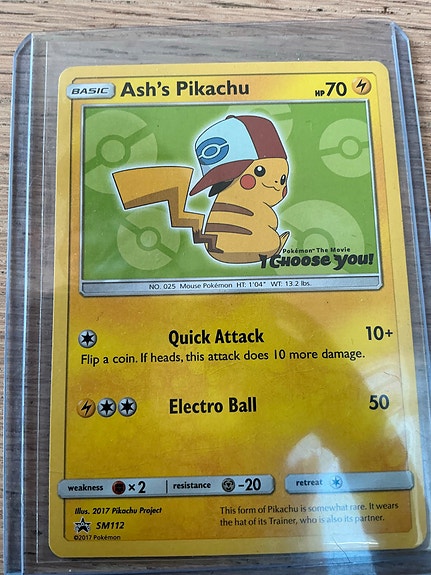 BASIC Ash's Pikachu HP 70
Pokémon The Movie
I Choose You!
NO. 025 Mouse Pokémon HT: 1'04" WT: 13.2 lbs.
Quick Attack 10+
Flip a coin. If heads, this attack does 10 more damage.
Electro Ball 50
weakness ×2 resistance -20 retreat
Illus. 2017 Pikachu Project
SM112
©2017 Pokémon
This form of Pikachu is somewhat rare. It wears
the hat of its Trainer, who is also its partner.